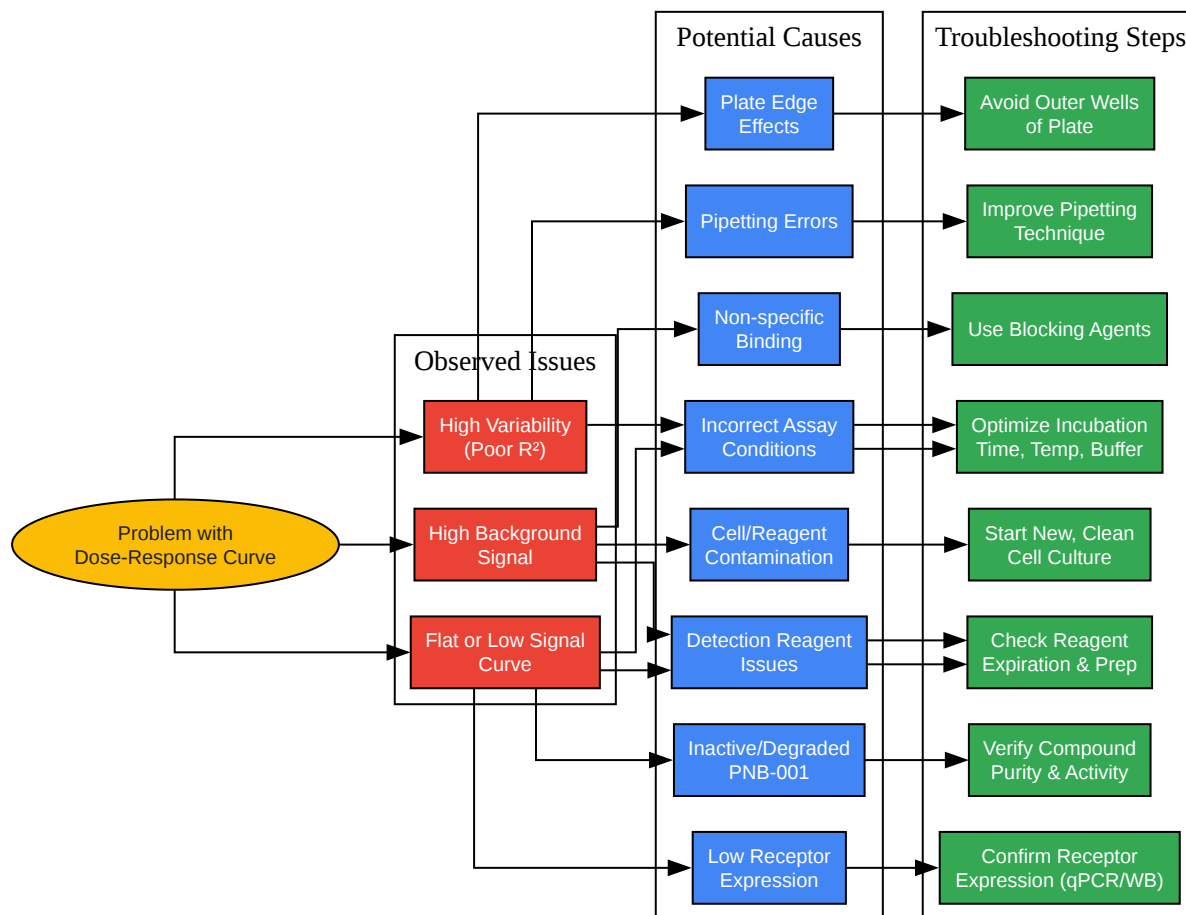 Potential Causes
Troubleshooting Steps
Plate Edge
Effects
Avoid Outer Wells
of Plate
Pipetting Errors
Improve Pipetting
Technique
Non-specific
Binding
Use Blocking Agents
Observed Issues
High Variability
(Poor R²)
Incorrect Assay
Conditions
Optimize Incubation
Time, Temp, Buffer
Problem with
Dose-Response Curve
High Background
Signal
Cell/Reagent
Contamination
Start New, Clean
Cell Culture
Flat or Low Signal
Curve
Detection Reagent
Issues
Check Reagent
Expiration & Prep
Inactive/Degraded
PNB-001
Verify Compound
Purity & Activity
Low Receptor
Expression
Confirm Receptor
Expression (qPCR/WB)